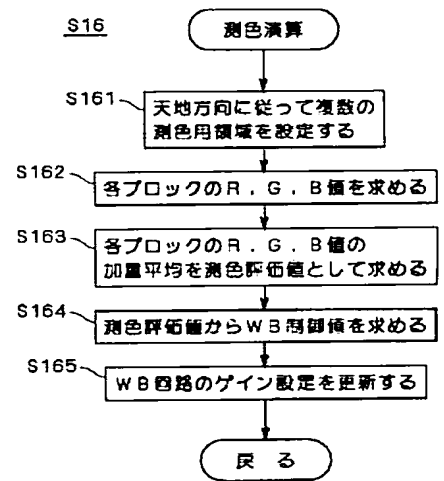 S16
測色演算
S161
天地方向に従って複数の
測色用領域を設定する
S162
各ブロックのR，G，B値を求める
S163
各ブロックのR，G，B値の
加重平均を測色評価値として求める
S164
測色評価値からWB制御値を求める
S165
WB回路のゲイン設定を更新する
戻る